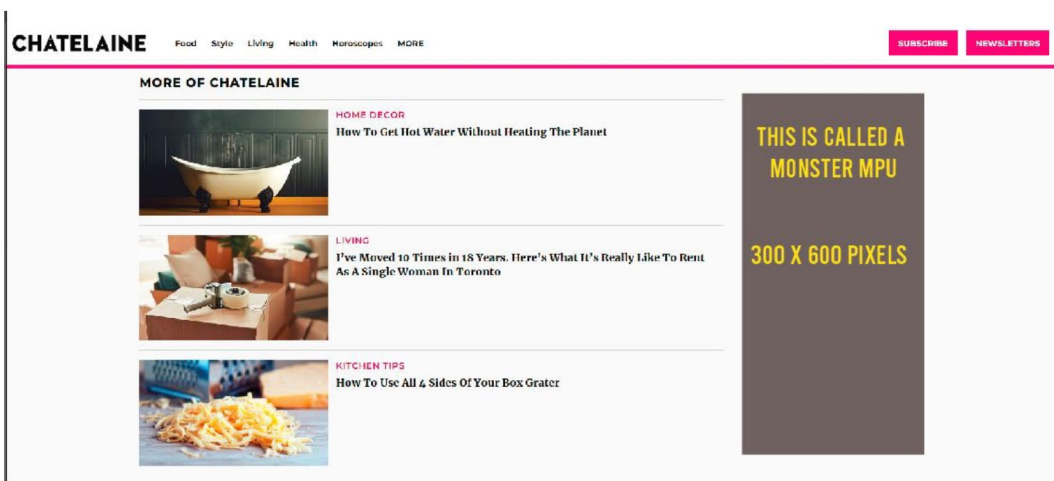 CHATELAINE
Food Style Living Health Horoscopes MORE
SUBSCRIBE
NEWSLETTERS
MORE OF CHATELAINE
HOME DECOR
How To Get Hot Water Without Heating The Planet
LIVING
I've Moved 10 Times in 18 Years. Here's What It's Really Like To Rent
As A Single Woman In Toronto
KITCHEN TIPS
How To Use All 4 Sides Of Your Box Grater
THIS IS CALLED A
MONSTER MPU
300 X 600 PIXELS